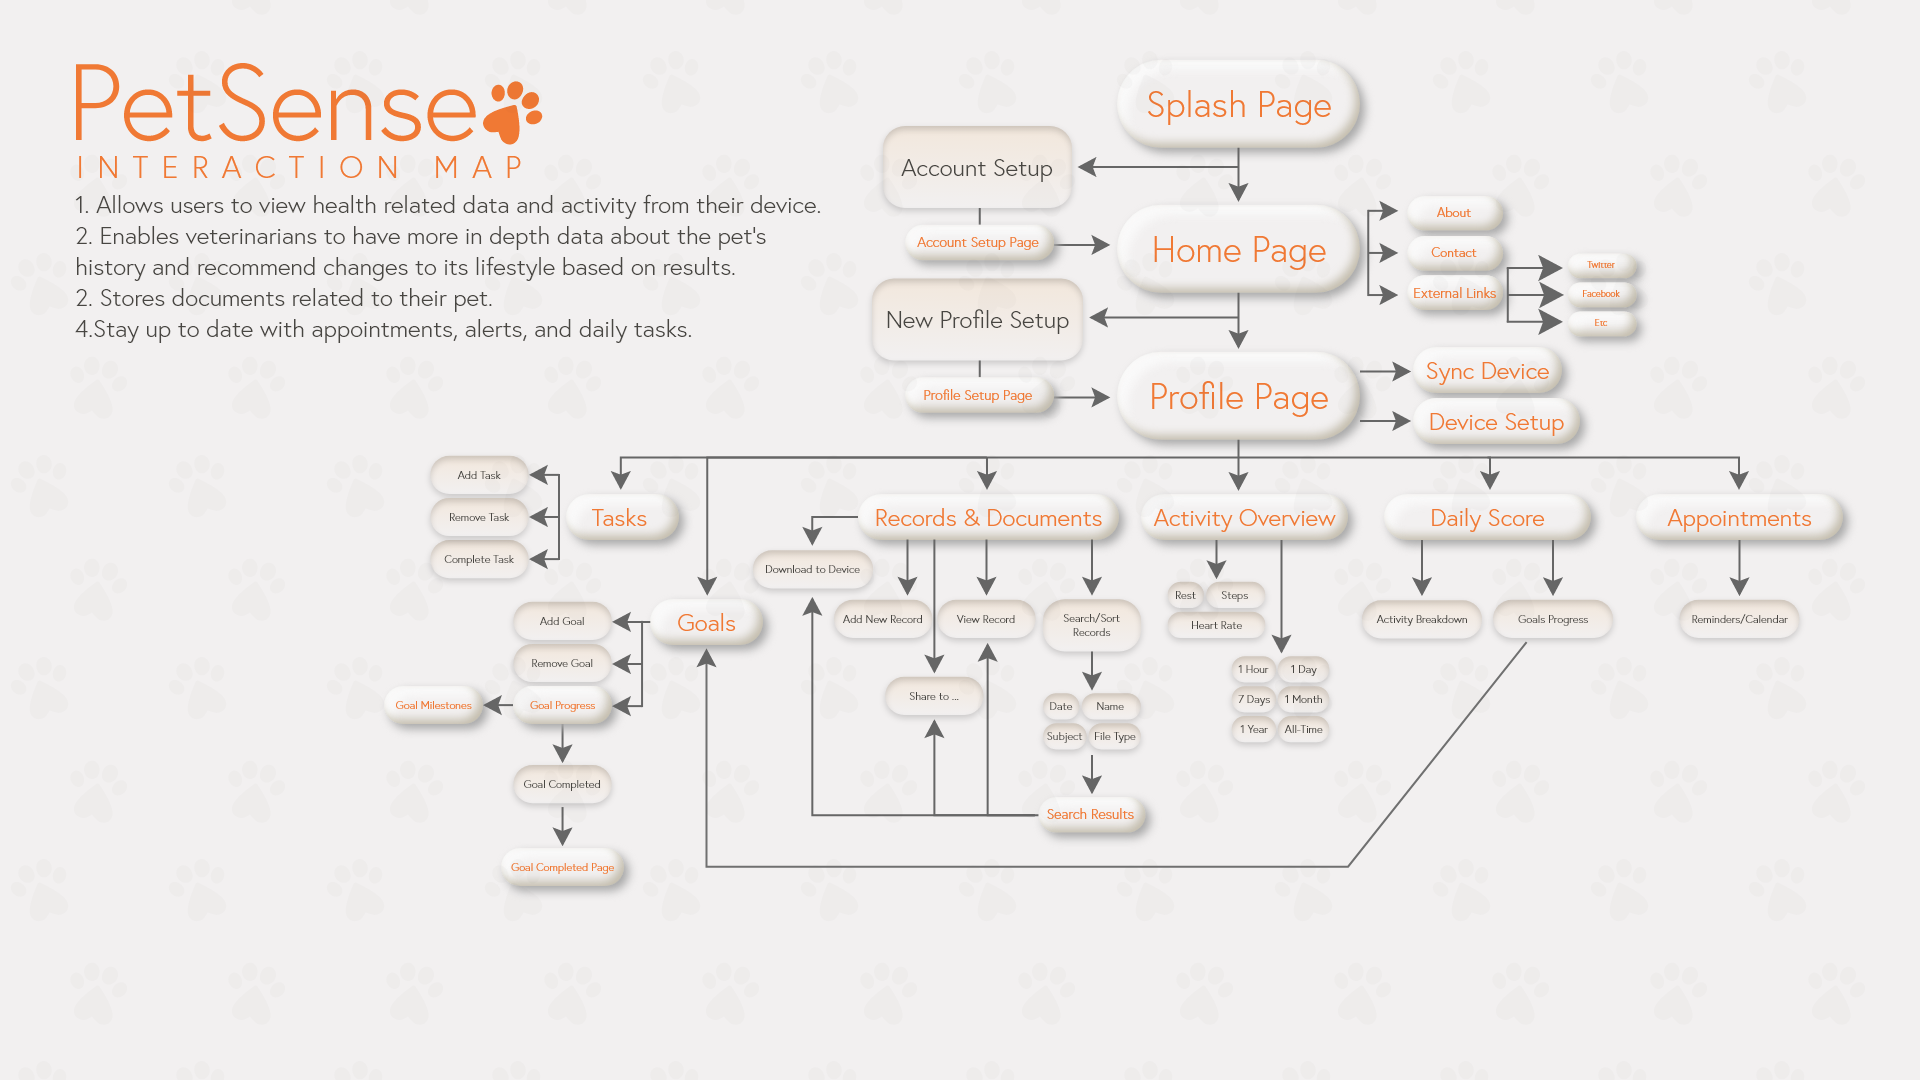 PetSense
INTERACTION MAP
1. Allows users to view health related data and activity from their device.
2. Enables veterinarians to have more in depth data about the pet's
history and recommend changes to its lifestyle based on results.
2. Stores documents related to their pet.
4.Stay up to date with appointments, alerts, and daily tasks.
Splash Page
Account Setup
Account Setup Page
Home Page
About
Contact
External Links
Twitter
Facebook
Etc
New Profile Setup
Profile Setup Page
Profile Page
Sync Device
Device Setup
Add Task
Remove Task
Complete Task
Tasks
Records & Documents
Activity Overview
Daily Score
Appointments
Download to Device
Add New Record
View Record
Search/Sort
Records
Rest
Steps
Heart Rate
Activity Breakdown
Goals Progress
Reminders/Calendar
Add Goal
Goals
Remove Goal
Goal Milestones
Goal Progress
Share to ...
Date
Name
Subject
File Type
1 Hour
1 Day
7 Days
1 Month
1 Year
All-Time
Goal Completed
Search Results
Goal Completed Page